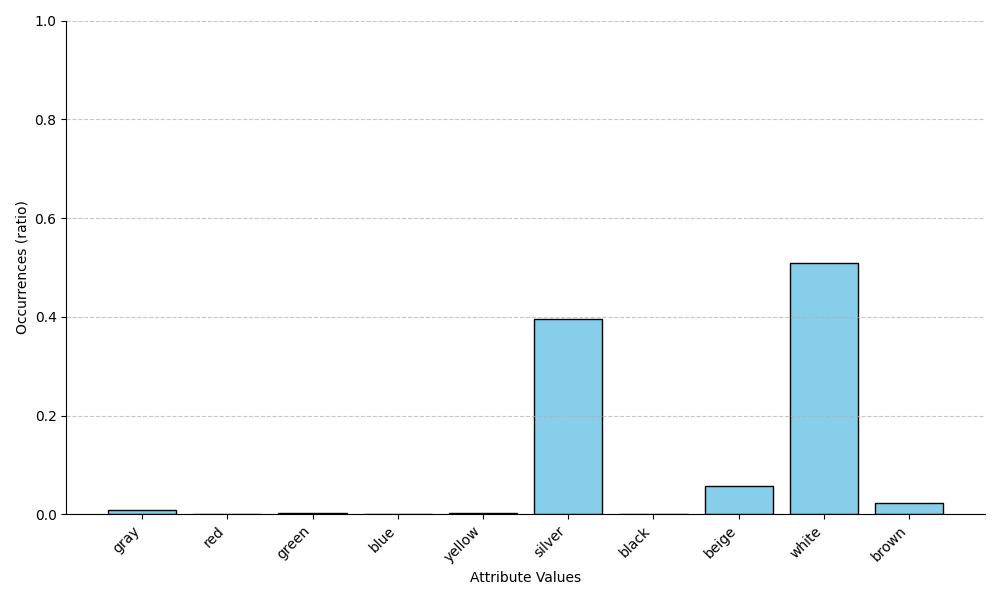 1.0
0.8
0.6
0.4
0.2
0.0
Occurrences (ratio)
gray
red
green
blue
yellow
silver
black
beige
white
brown
Attribute Values